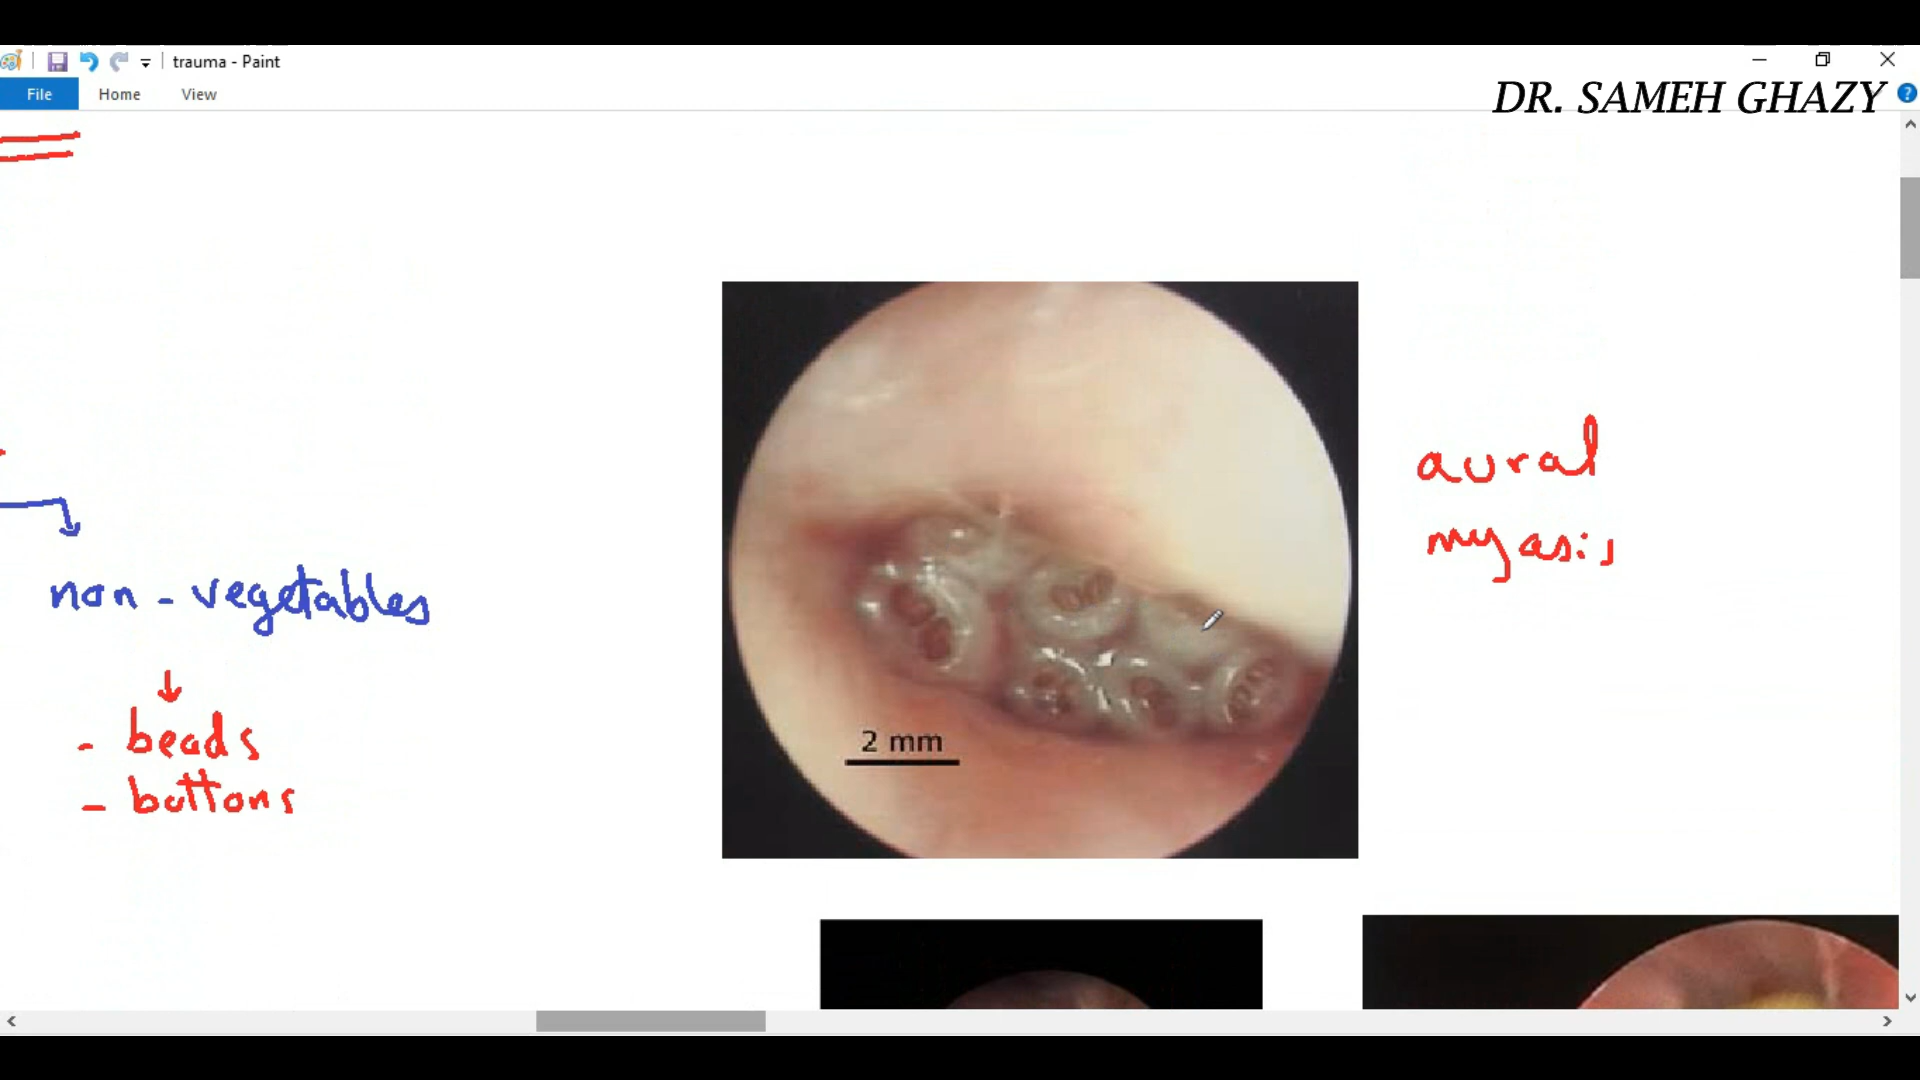 trauma - Paint
File Home View
DR. SAMEH GHAZY
aural
myasis
non - vegetables
- beads
- buttons
2 mm